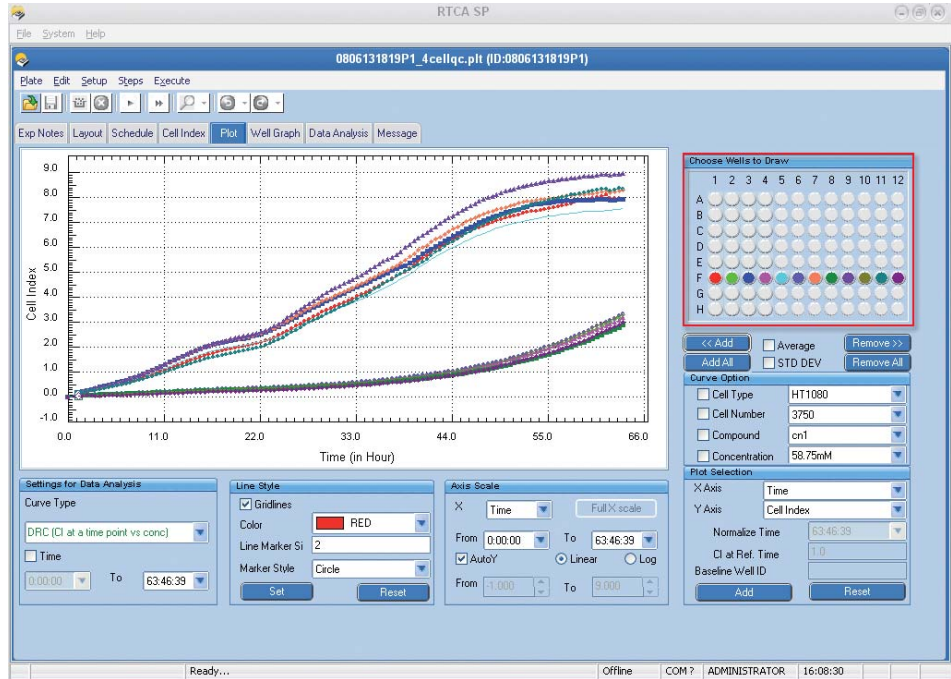 RTCA SP
File System Help
0806131819P1_4cellqc.plt (ID:0806131819P1)
Plate Edit Setup Steps Execute
Exp Notes Layout Schedule Cell Index Plot Well Graph Data Analysis Message
Choose Wells to Draw
1 2 3 4 5 6 7 8 9 10 11 12
A
B
C
D
E
F
G
H
9.0
8.0
7.0
6.0
5.0
4.0
3.0
2.0
1.0
0.0
-1.0
Cell Index
0.0 11.0 22.0 33.0 44.0 55.0 66.0
Time (in Hour)
<< Add Average Remove >>
Add All STD DEV Remove All
Curve Option
Cell Type HT1080
Cell Number 3750
Compound cn1
Concentration 58.75mM
Plot Selection
X Axis Time
Y Axis Cell Index
Normalize Time 63:46:39
CI at Ref. Time 1.0
Baseline Well ID
Add Reset
Settings for Data Analysis
Curve Type
DRC (CI at a time point vs conc)
Time
0:00:00 To 63:46:39
Line Style
Gridlines
Color RED
Line Marker Si 2
Marker Style Circle
Set Reset
Axis Scale
X Time Full X scale
From 0:00:00 To 63:46:39
AutoY Linear Log
From -1.000 To 9.000
Ready... Offline COM ? ADMINISTRATOR 16:08:30